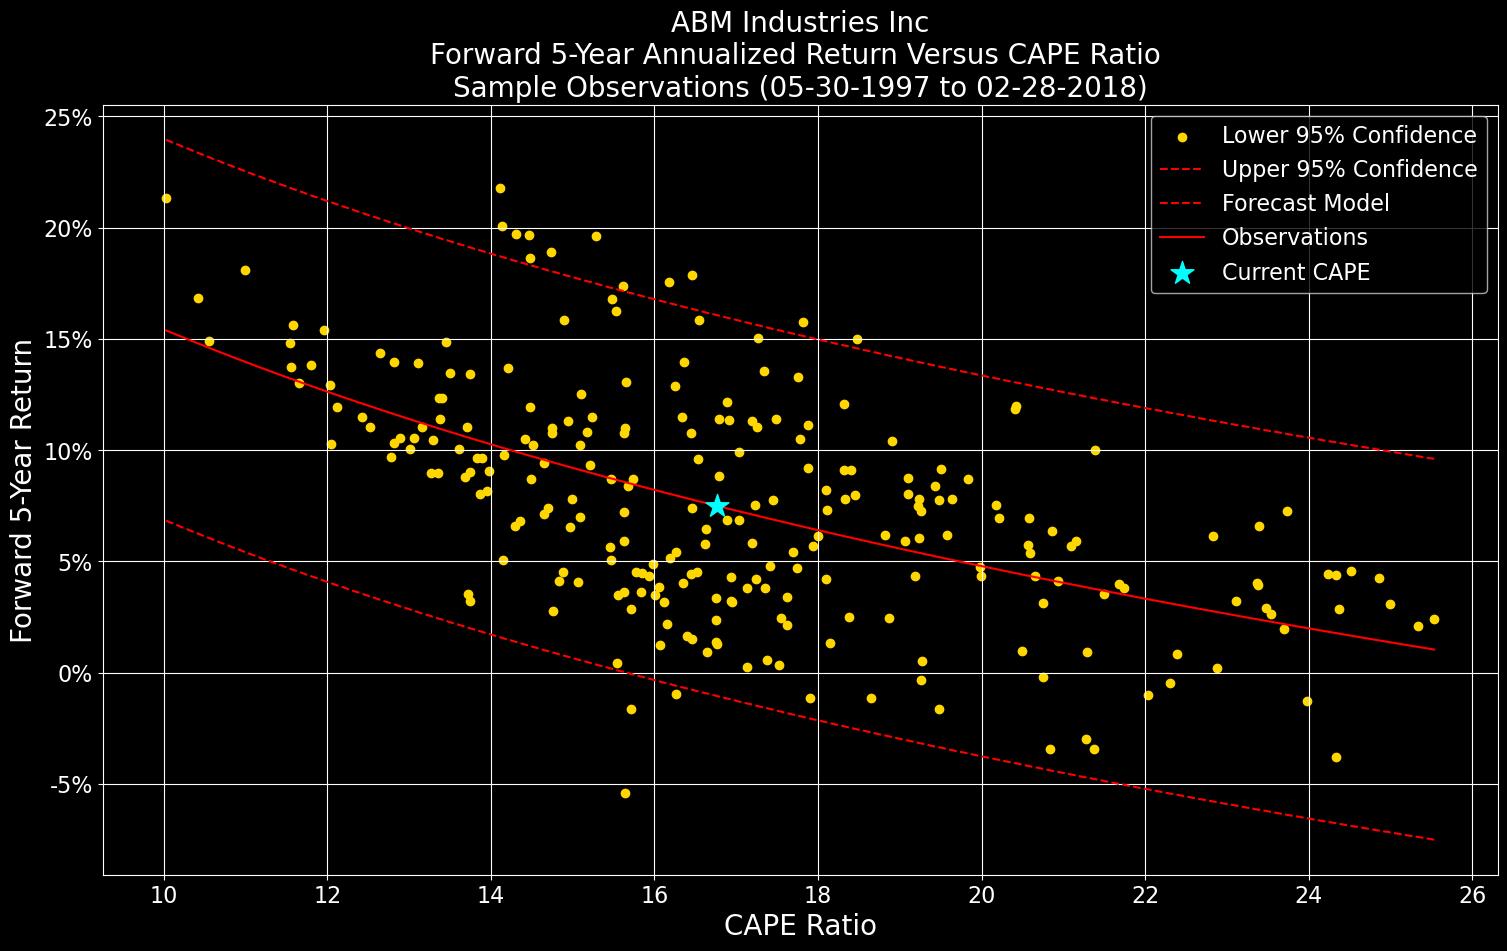 ABM Industries Inc
Forward 5-Year Annualized Return Versus CAPE Ratio
Sample Observations (05-30-1997 to 02-28-2018)
Forward 5-Year Return
25%
20%
15%
10%
5%
0%
-5%
Lower 95% Confidence
Upper 95% Confidence
Forecast Model
Observations
Current CAPE
10 12 14 16 18 20 22 24 26
CAPE Ratio